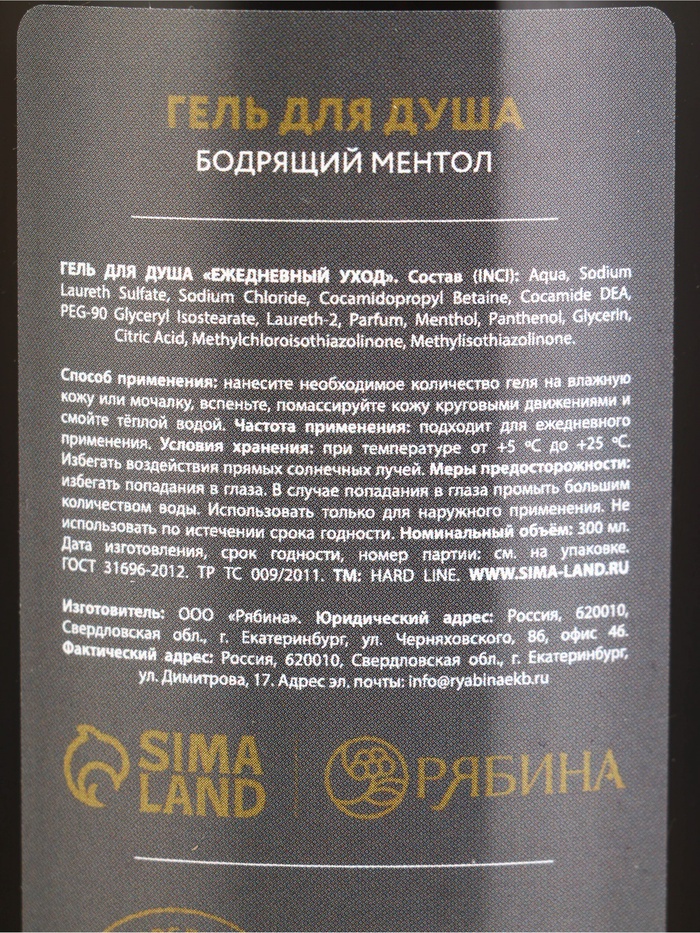 ГЕЛЬ ДЛЯ ДУША
БОДРЯЩИЙ МЕНТОЛ
ГЕЛЬ ДЛЯ ДУША «ЕЖЕДНЕВНЫЙ УХОД». Состав (INCI): Aqua, Sodium
Laureth Sulfate, Sodium Chloride, Cocamidopropyl Betaine, Cocamide DEA,
PEG-90 Glyceryl Isostearate, Laureth-2, Parfum, Menthol, Panthenol, Glycerin,
Citric Acid, Methylchloroisothiazolinone, Methylisothiazolinone.
Способ применения: нанесите необходимое количество геля на влажную
кожу или мочалку, вспеньте, помассируйте кожу круговыми движениями и
смойте тёплой водой. Частота применения: подходит для ежедневного
применения. Условия хранения: при температуре от +5 °С до +25 °С.
Избегать воздействия прямых солнечных лучей. Меры предосторожности:
избегать попадания в глаза. В случае попадания в глаза промыть большим
количеством воды. Использовать только для наружного применения. Не
использовать по истечении срока годности. Номинальный объём: 300 мл.
Дата изготовления, срок годности, номер партии: см. на упаковке.
ГОСТ 31696-2012. ТР ТС 009/2011. ТМ: HARD LINE. WWW.SIMA-LAND.RU
Изготовитель: ООО «Рябина». Юридический адрес: Россия, 620010,
Свердловская обл., г. Екатеринбург, ул. Черняховского, 86, офис 46.
Фактический адрес: Россия, 620010, Свердловская обл., г. Екатеринбург,
ул. Димитрова, 17. Адрес эл. почты: info@ryabinaekb.ru
SIMA
LAND
РЯБИНА